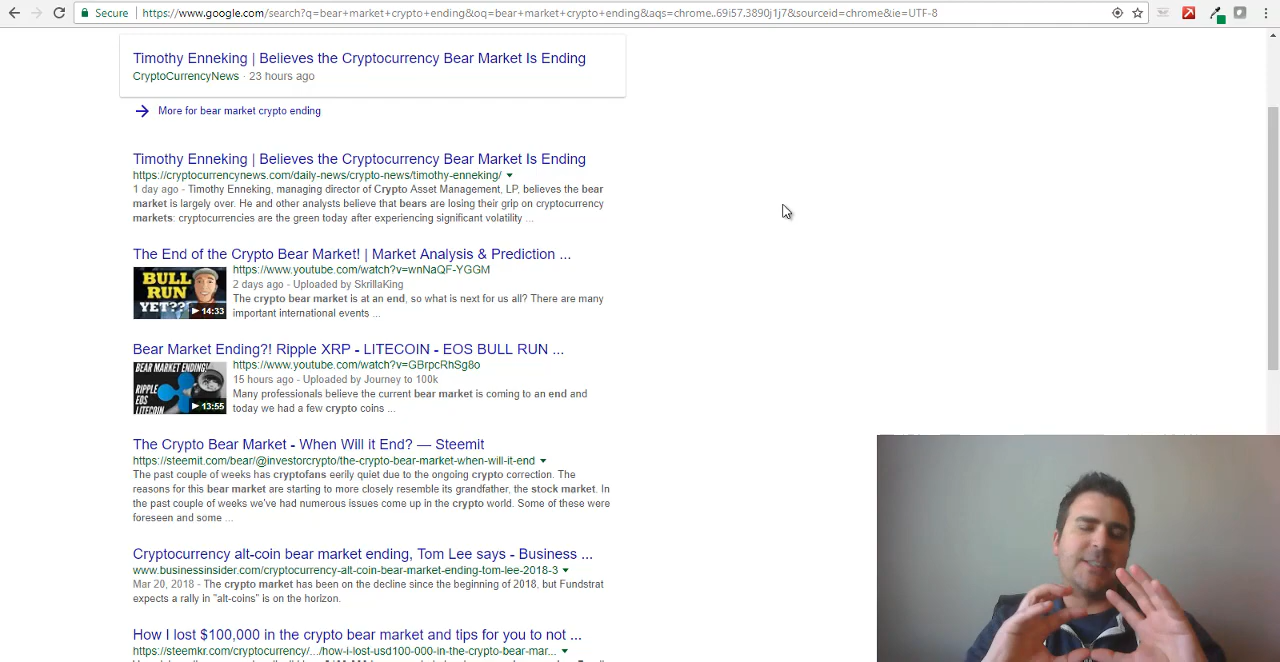 Secure
https://www.google.com/search?q=bear+market+crypto+ending&oq=bear+market+crypto+ending&aqs=chrome..69i57.3890j1j7&sourceid=chrome&ie=UTF-8
Timothy Enneking | Believes the Cryptocurrency Bear Market Is Ending
CryptoCurrencyNews · 23 hours ago
More for bear market crypto ending
Timothy Enneking | Believes the Cryptocurrency Bear Market Is Ending
https://cryptocurrencynews.com/daily-news/crypto-news/timothy-enneking/
1 day ago - Timothy Enneking, managing director of Crypto Asset Management, LP, believes the bear
market is largely over. He and other analysts believe that bears are losing their grip on cryptocurrency
markets: cryptocurrencies are the green today after experiencing significant volatility ...
The End of the Crypto Bear Market! | Market Analysis & Prediction ...
BULL
RUN
YET???
14:33
https://www.youtube.com/watch?v=wnNaQF-YGGM
2 days ago - Uploaded by SkrillaKing
The crypto bear market is at an end, so what is next for us all? There are many
important international events ...
Bear Market Ending?! Ripple XRP - LITECOIN - EOS BULL RUN ...
BEAR MARKET ENDING!
RIPPLE
EOS
LITECOIN
13:55
https://www.youtube.com/watch?v=GBrpcRhSg8o
15 hours ago - Uploaded by Journey to 100k
Many professionals believe the current bear market is coming to an end and
today we had a few crypto coins ...
The Crypto Bear Market - When Will it End? — Steemit
https://steemit.com/bear/@investorcrypto/the-crypto-bear-market-when-will-it-end
The past couple of weeks has cryptofans eerily quiet due to the ongoing crypto correction. The
reasons for this bear market are starting to more closely resemble its grandfather, the stock market. In
the past couple of weeks we've had numerous issues come up in the crypto world. Some of these were
foreseen and some ...
Cryptocurrency alt-coin bear market ending, Tom Lee says - Business ...
www.businessinsider.com/cryptocurrency-alt-coin-bear-market-ending-tom-lee-2018-3
Mar 20, 2018 - The crypto market has been on the decline since the beginning of 2018, but Fundstrat
expects a rally in "alt-coins" is on the horizon.
How I lost $100,000 in the crypto bear market and tips for you to not ...
https://steemkr.com/cryptocurrency/.../how-i-lost-usd100-000-in-the-crypto-bear-mar...